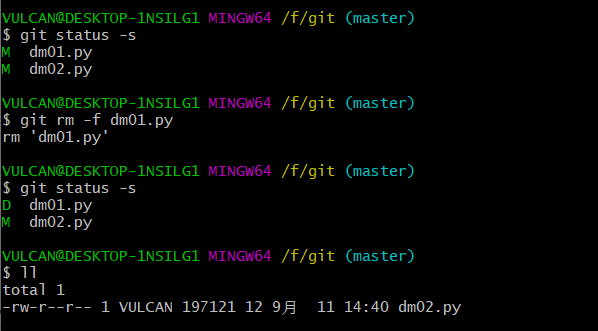 VULCAN@DESKTOP-1NSILG1 MINGW64 /f/git (master)
$ git status -s
M  dm01.py
M  dm02.py
VULCAN@DESKTOP-1NSILG1 MINGW64 /f/git (master)
$ git rm -f dm01.py
rm 'dm01.py'
VULCAN@DESKTOP-1NSILG1 MINGW64 /f/git (master)
$ git status -s
D  dm01.py
M  dm02.py
VULCAN@DESKTOP-1NSILG1 MINGW64 /f/git (master)
$ ll
total 1
-rw-r--r-- 1 VULCAN 197121 12 9月  11 14:40 dm02.py